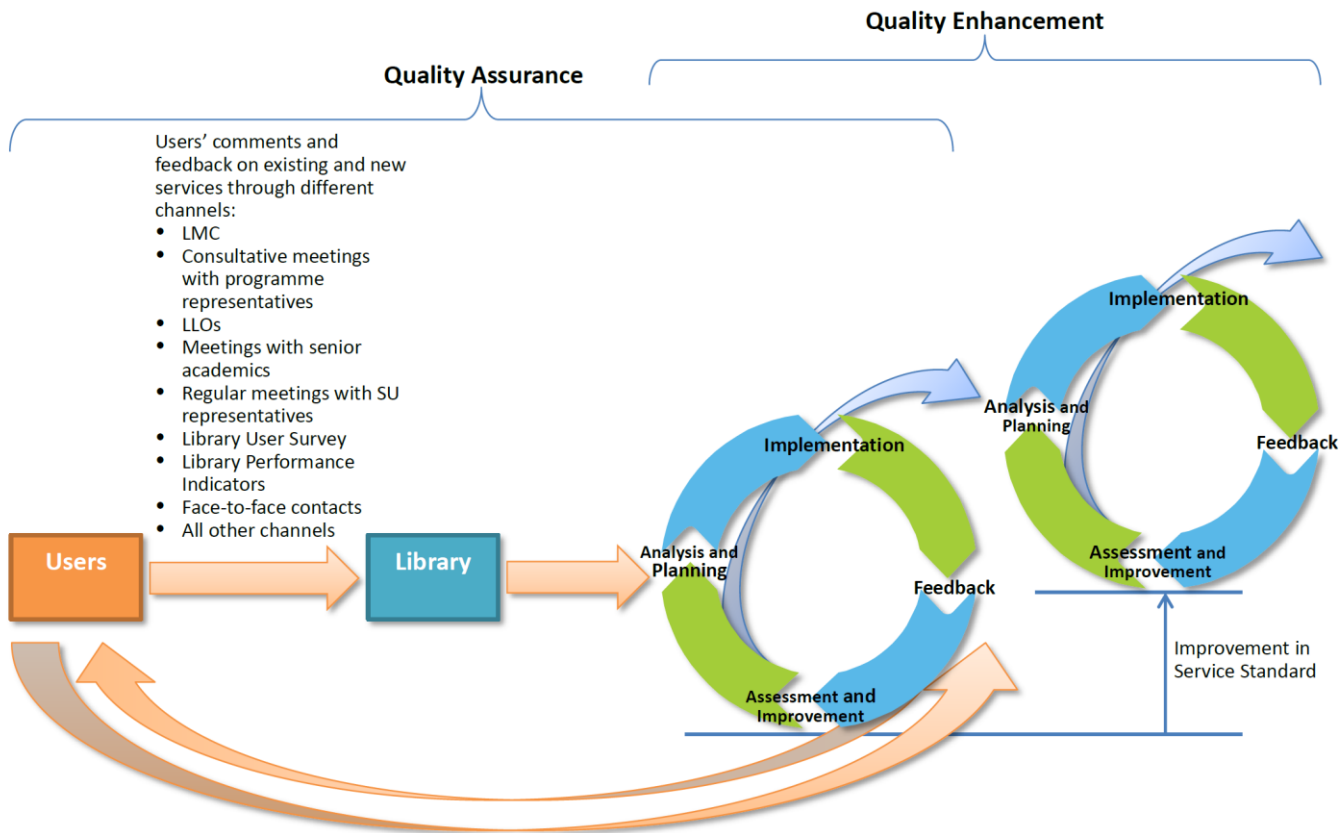 Quality Enhancement
Quality Assurance
Users’ comments and
feedback on existing and new
services through different
channels:
• LMC
• Consultative meetings
with programme
representatives
• LLOs
• Meetings with senior
academics
• Regular meetings with SU
representatives
• Library User Survey
• Library Performance
Indicators
• Face-to-face contacts
• All other channels
Users
Library
Implementation
Analysis and
Planning
Feedback
Assessment and
Improvement
Implementation
Analysis and
Planning
Feedback
Assessment and
Improvement
Improvement in
Service Standard